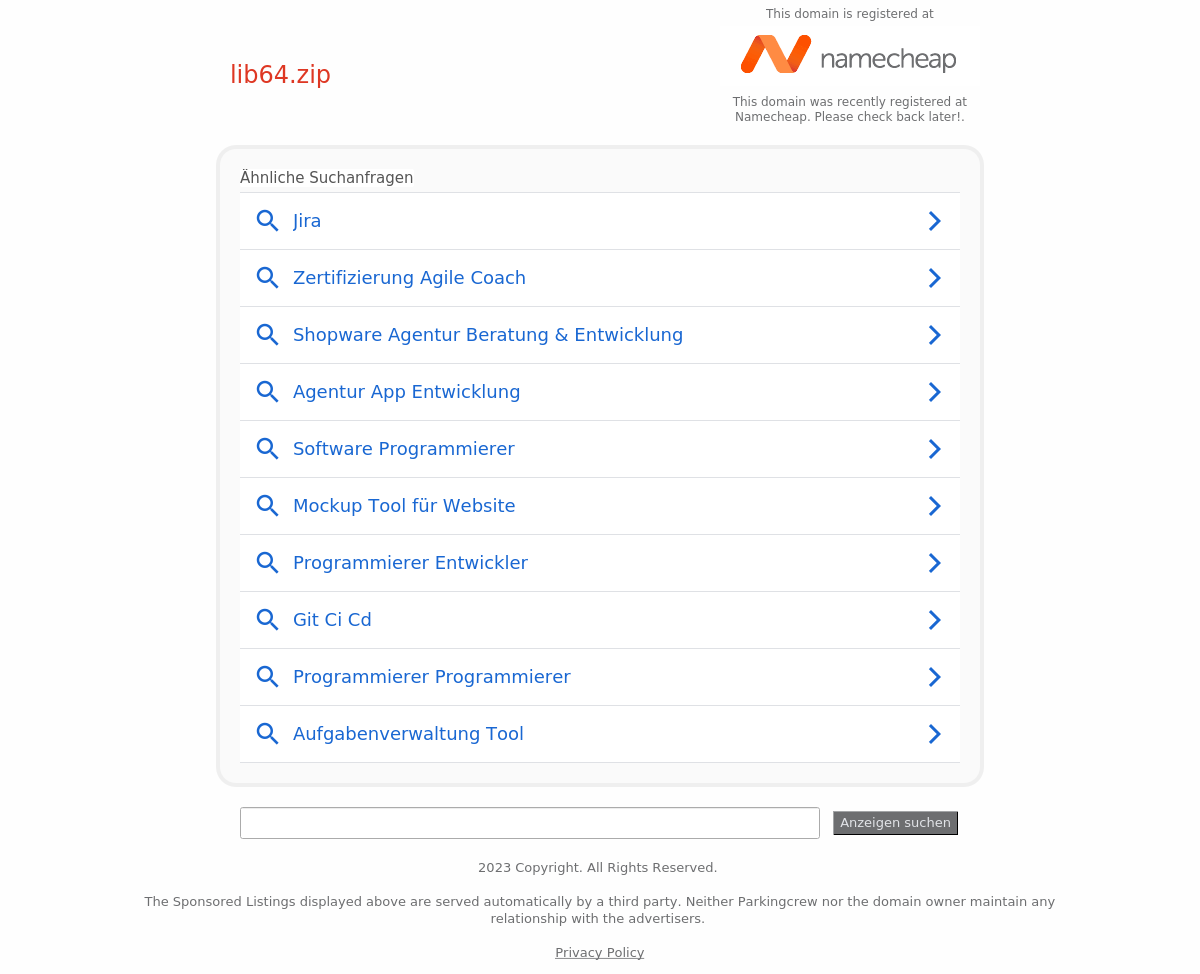 This domain is registered at
lib64.zip
namecheap
This domain was recently registered at
Namecheap. Please check back later!.
Ähnliche Suchanfragen
Jira
Zertifizierung Agile Coach
Shopware Agentur Beratung & Entwicklung
Agentur App Entwicklung
Software Programmierer
Mockup Tool für Website
Programmierer Entwickler
Git Ci Cd
Programmierer Programmierer
Aufgabenverwaltung Tool
Anzeigen suchen
2023 Copyright. All Rights Reserved.
The Sponsored Listings displayed above are served automatically by a third party. Neither Parkingcrew nor the domain owner maintain any
relationship with the advertisers.
Privacy Policy